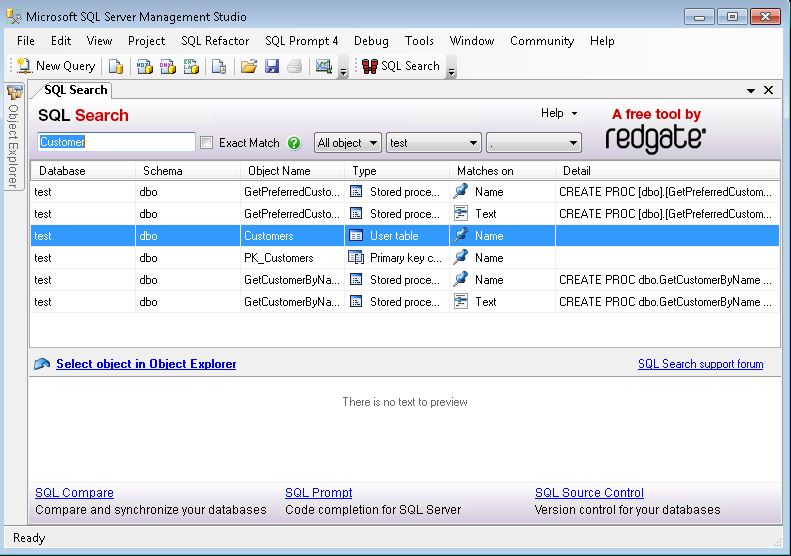 Microsoft SQL Server Management Studio
File Edit View Project SQL Refactor SQL Prompt 4 Debug Tools Window Community Help
New Query SQL Search
Object Explorer
SQL Search
SQL Search Help A free tool by
redgate
Customer Exact Match All object test .
Database Schema Object Name Type Matches on Detail
test dbo GetPreferredCusto... Stored proce... Name CREATE PROC [dbo].[GetPreferredCustom...
test dbo GetPreferredCusto... Stored proce... Text CREATE PROC [dbo].[GetPreferredCustom...
test dbo Customers User table Name
test dbo PK_Customers Primary key c... Name
test dbo GetCustomerByNa... Stored proce... Name CREATE PROC dbo.GetCustomerByName ...
test dbo GetCustomerByNa... Stored proce... Text CREATE PROC dbo.GetCustomerByName ...
Select object in Object Explorer SQL Search support forum
There is no text to preview
SQL Compare SQL Prompt SQL Source Control
Compare and synchronize your databases Code completion for SQL Server Version control for your databases
Ready